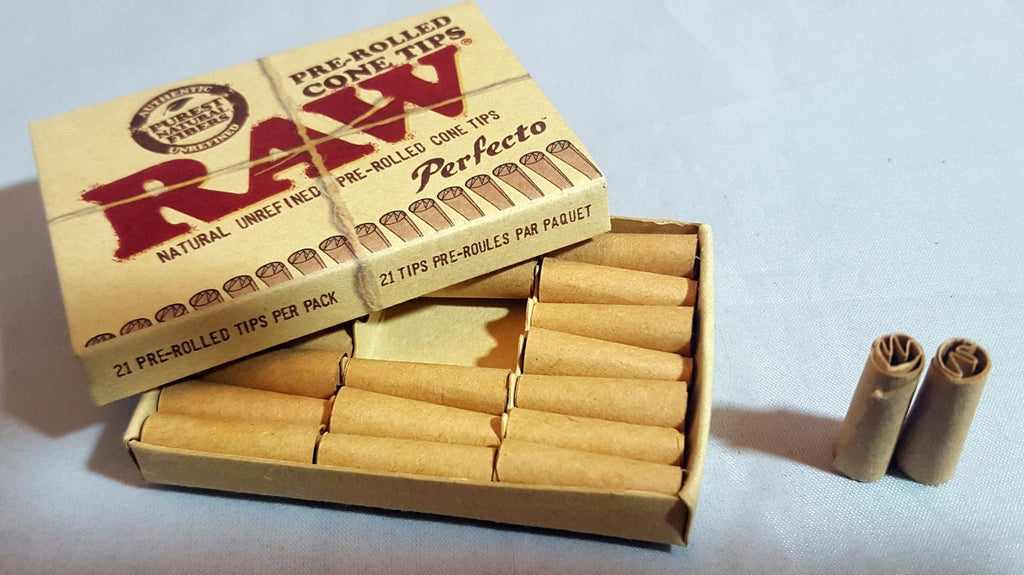 AUTHENTIC
PUREST
NATURAL
FIBERS
UNREFINED
PRE-ROLLED
CONE TIPS
RAW®
NATURAL UNREFINED PRE-ROLLED CONE TIPS
Perfecto™
21 PRE-ROLLED TIPS PER PACK
21 TIPS PRE-ROULES PAR PAQUET